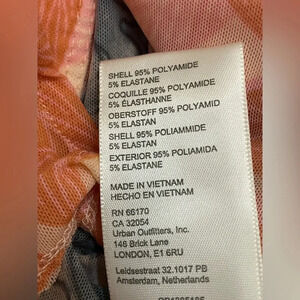 SHELL 95% POLYAMIDE
5% ELASTANE
COQUILLE 95% POLYAMIDE
5% ÉLASTHANNE
OBERSTOFF 95% POLYAMID
5% ELASTAN
SHELL 95% POLIAMMIDE
5% ELASTAN
EXTERIOR 95% POLIAMIDA
5% ELASTANE
MADE IN VIETNAM
HECHO EN VIETNAM
RN 66170
CA 32054
Urban Outfitters, Inc.
146 Brick Lane
LONDON, E1 6RU
Leidsestraat 32.1017 PB
Amsterdam, Netherlands